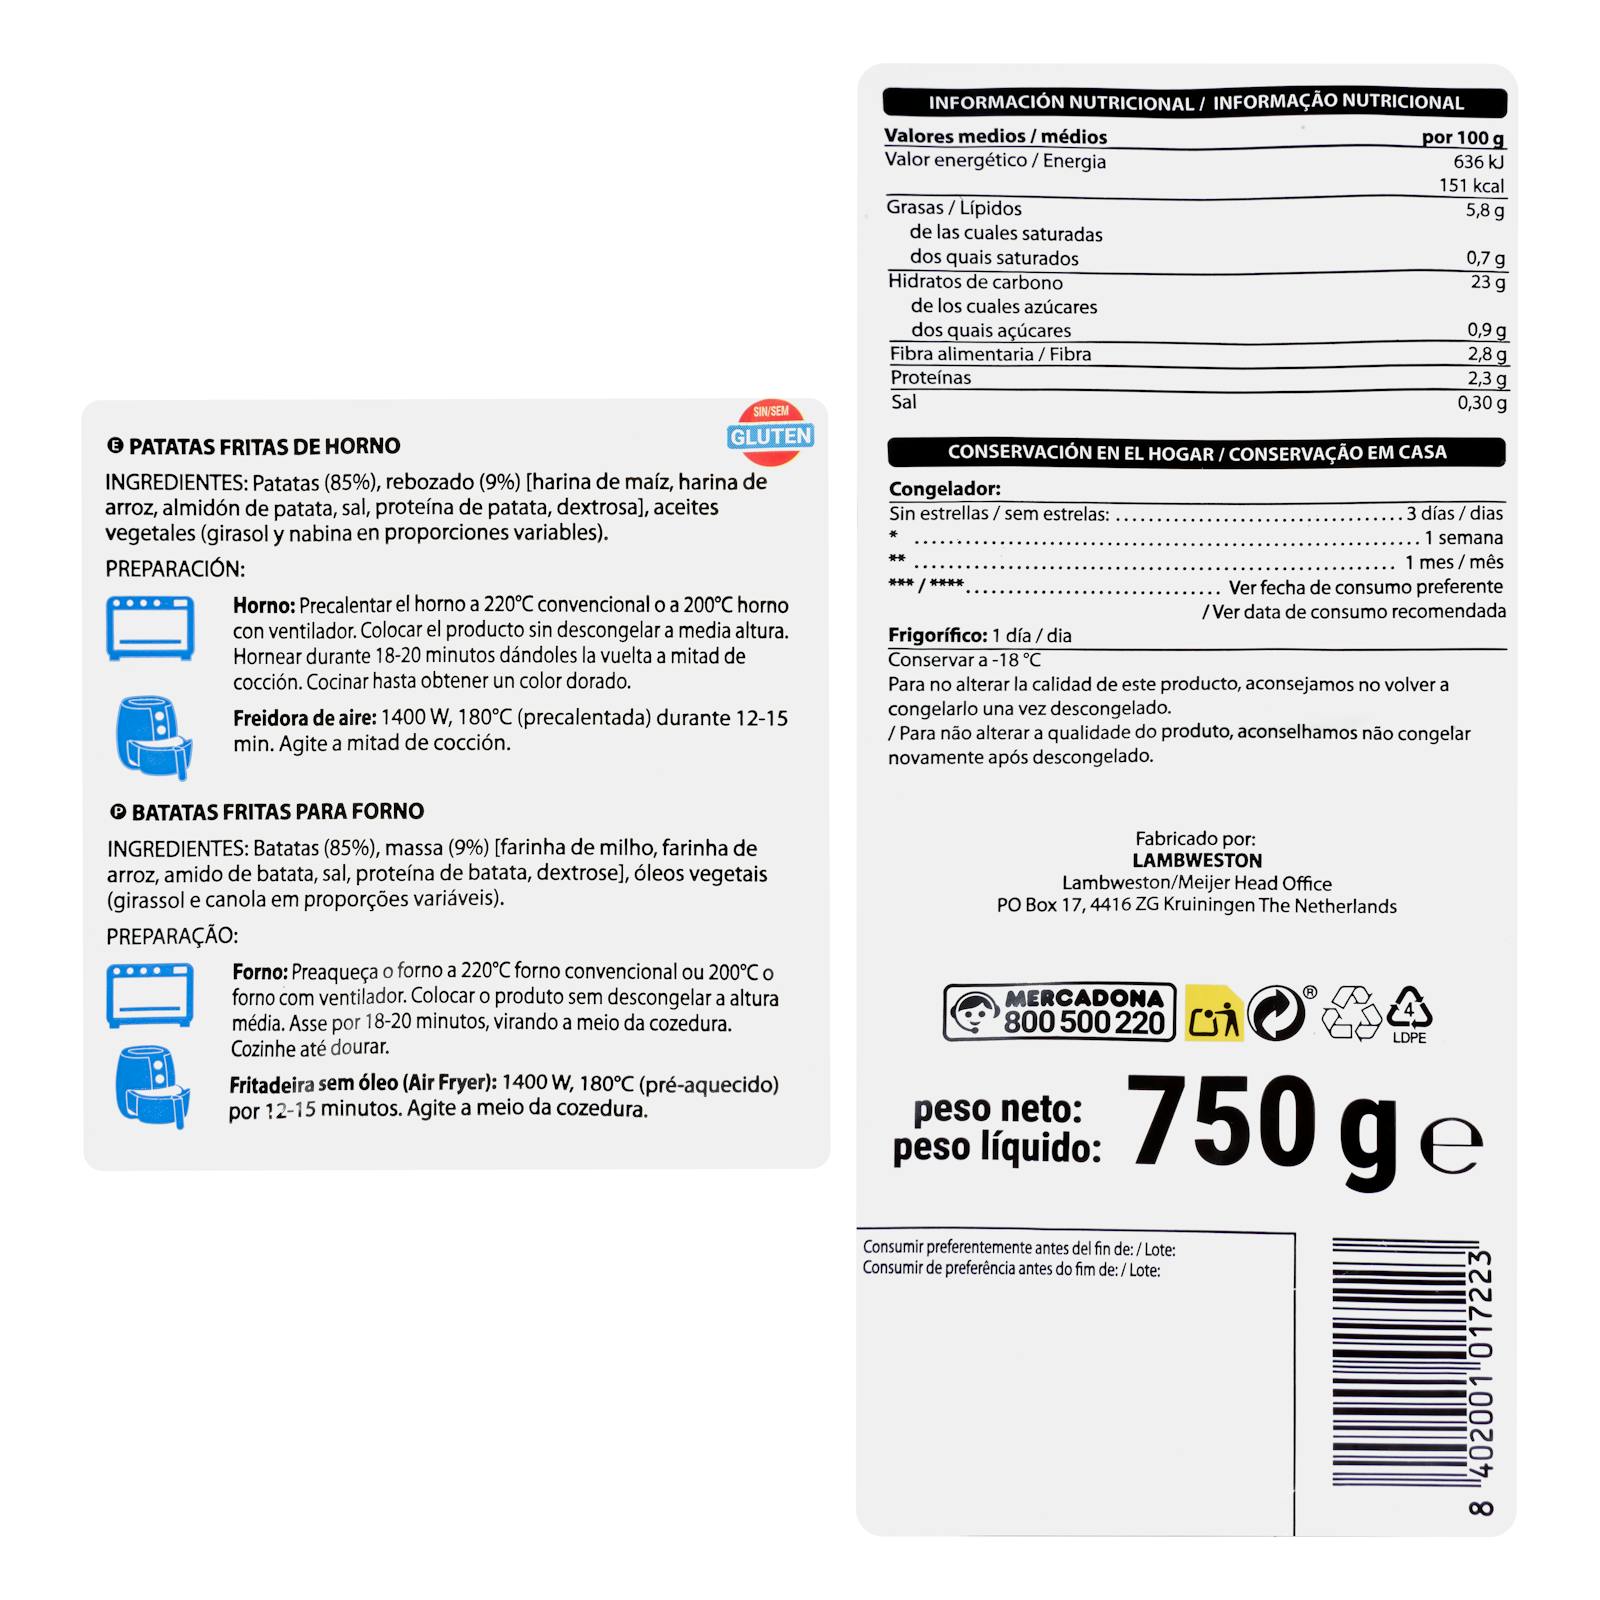 SIN/SEM
GLUTEN
E PATATAS FRITAS DE HORNO
INGREDIENTES: Patatas (85%), rebozado (9%) [harina de maíz, harina de
arroz, almidón de patata, sal, proteína de patata, dextrosa], aceites
vegetales (girasol y nabina en proporciones variables).
PREPARACIÓN:
Horno: Precalentar el horno a 220°C convencional o a 200°C horno
con ventilador. Colocar el producto sin descongelar a media altura.
Hornear durante 18-20 minutos dándoles la vuelta a mitad de
cocción. Cocinar hasta obtener un color dorado.
Freidora de aire: 1400 W, 180°C (precalentada) durante 12-15
min. Agite a mitad de cocción.
P BATATAS FRITAS PARA FORNO
INGREDIENTES: Batatas (85%), massa (9%) [farinha de milho, farinha de
arroz, amido de batata, sal, proteína de batata, dextrose], óleos vegetais
(girassol e canola em proporções variáveis).
PREPARAÇÃO:
Forno: Preaqueça o forno a 220°C forno convencional ou 200°C o
forno com ventilador. Colocar o produto sem descongelar a altura
média. Asse por 18-20 minutos, virando a meio da cozedura.
Cozinhe até dourar.
Fritadeira sem óleo (Air Fryer): 1400 W, 180°C (pré-aquecido)
por 12-15 minutos. Agite a meio da cozedura.
INFORMACIÓN NUTRICIONAL / INFORMAÇÃO NUTRICIONAL
Valores medios / médios por 100 g
Valor energético / Energia 636 kJ
151 kcal
Grasas / Lípidos 5,8 g
de las cuales saturadas
dos quais saturados 0,7 g
Hidratos de carbono 23 g
de los cuales azúcares
dos quais açúcares 0,9 g
Fibra alimentaria / Fibra 2,8 g
Proteínas 2,3 g
Sal 0,30 g
CONSERVACIÓN EN EL HOGAR / CONSERVAÇÃO EM CASA
Congelador:
Sin estrellas / sem estrelas: ........................................ 3 días / dias
* ........................................ 1 semana
** ........................................ 1 mes / mês
*** / **** ........................................ Ver fecha de consumo preferente
/ Ver data de consumo recomendada
Frigorífico: 1 día / dia
Conservar a -18 °C
Para no alterar la calidad de este producto, aconsejamos no volver a
congelarlo una vez descongelado.
/ Para não alterar a qualidade do produto, aconselhamos não congelar
novamente após descongelado.
Fabricado por:
LAMBWESTON
Lambweston/Meijer Head Office
PO Box 17, 4416 ZG Kruiningen The Netherlands
MERCADONA
800 500 220
®
4
LDPE
peso neto:
peso líquido: 750 g e
Consumir preferentemente antes del fin de: / Lote:
Consumir de preferência antes do fim de: / Lote:
8 402001 017223